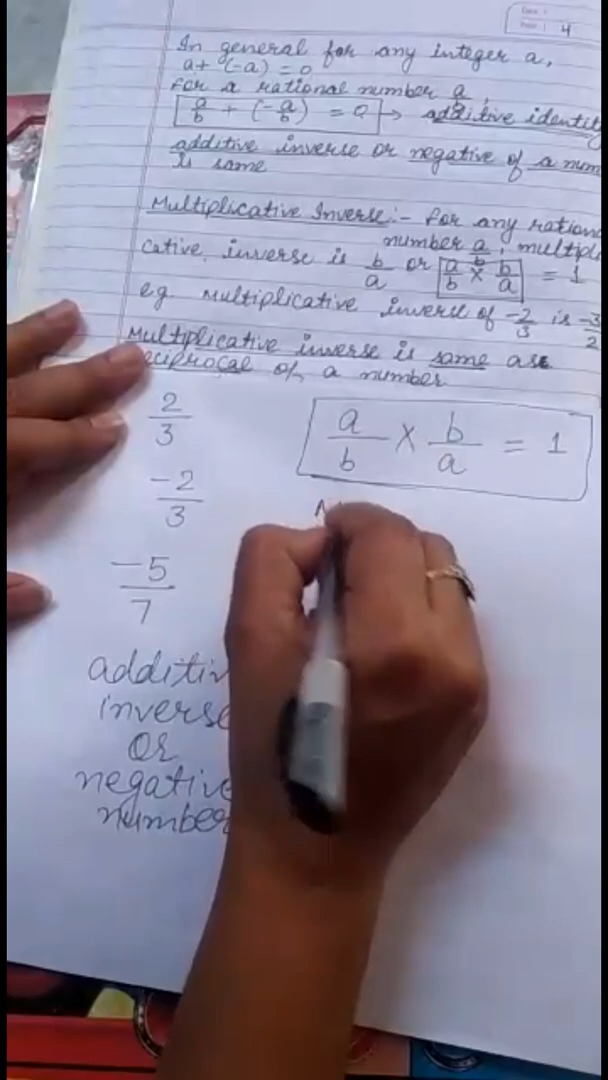 4
In general for any integer a,
a + (-a) = 0
For a rational number a/b,
a/b + (-a/b) = 0 → additive identity
additive inverse or negative of a num
is same
Multiplicative Inverse:- for any rationa
number a/b, multipli
cative inverse is b/a or a/b × b/a = 1
eg multiplicative inverse of -2/3 is -3/2
Multiplicative inverse is same as
reciprocal of a number
2/3
a/b × b/a = 1
-2/3
-5/7
additiv
inverse
or
negative
number